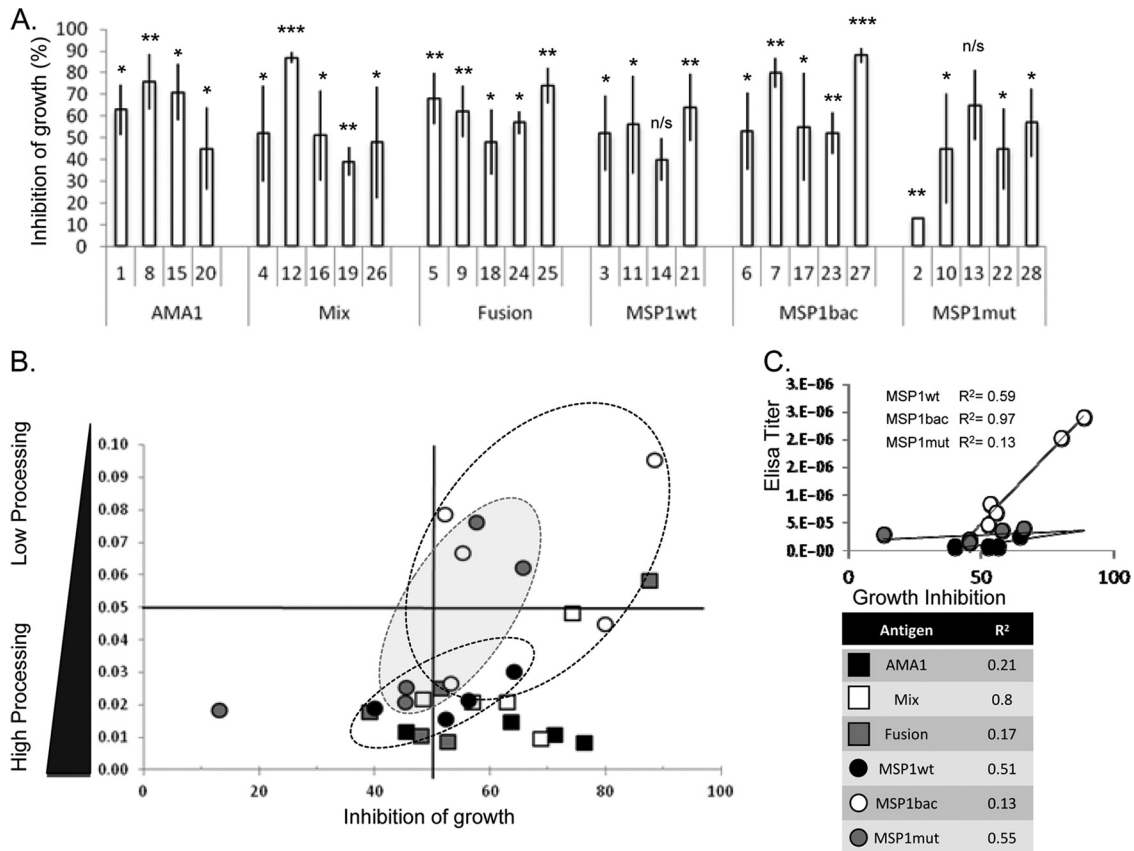 A.
Inhibition of growth (%)
100
90
80
70
60
50
40
30
20
10
0
* ** * *
* *** * ** *
** ** * * **
* * n/s **
* ** * ** ***
** * n/s * *
1 8 15 20 4 12 16 19 26 5 9 18 24 25 3 11 14 21 6 7 17 23 27 2 10 13 22 28
AMA1 Mix Fusion MSP1wt MSP1bac MSP1mut
B.
Low Processing
High Processing
0.10
0.09
0.08
0.07
0.06
0.05
0.04
0.03
0.02
0.01
0.00
0 20 40 60 80 100
Inhibition of growth
C.
Elisa Titer
3.E-06
3.E-06
2.E-06
2.E-06
1.E-06
5.E-05
0.E-00
MSP1wt R²= 0.59
MSP1bac R²= 0.97
MSP1mut R²= 0.13
0 50 100
Growth Inhibition
Antigen R²
AMA1 0.21
Mix 0.8
Fusion 0.17
MSP1wt 0.51
MSP1bac 0.13
MSP1mut 0.55